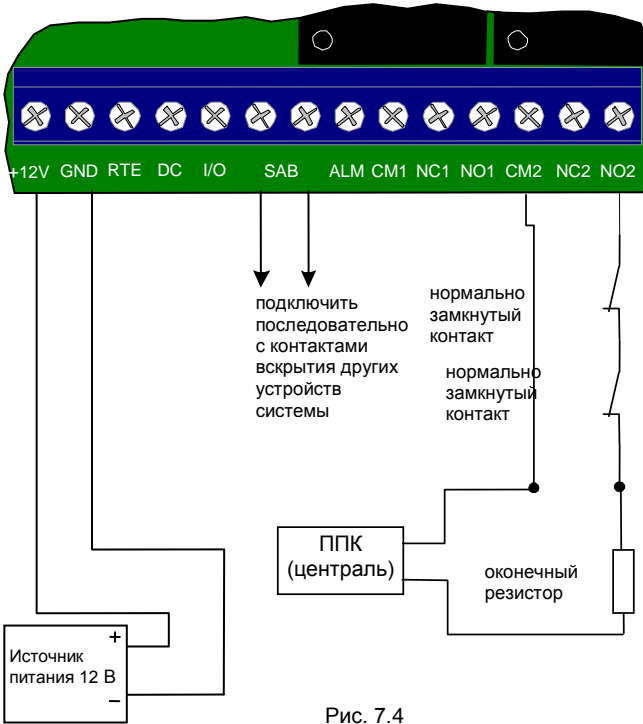 +12V GND RTE DC I/O SAB ALM CM1 NC1 NO1 CM2 NC2 NO2
подключить
последовательно
с контактами
вскрытия других
устройств
системы
нормально
замкнутый
контакт
нормально
замкнутый
контакт
ППК
(централь)
оконечный
резистор
+
Источник
питания 12 В
–
Рис. 7.4